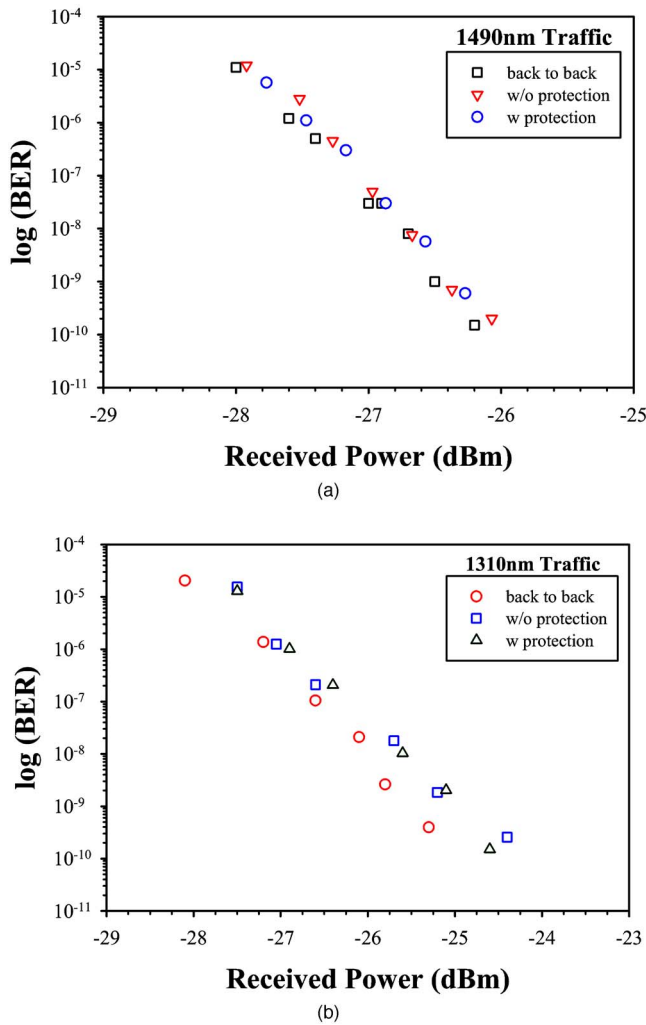 1490nm Traffic
back to back
w/o protection
w protection
log (BER)
10-4
10-5
10-6
10-7
10-8
10-9
10-10
10-11
-29
-28
-27
-26
-25
Received Power (dBm)
(a)
1310nm Traffic
back to back
w/o protection
w protection
log (BER)
10-4
10-5
10-6
10-7
10-8
10-9
10-10
10-11
-29
-28
-27
-26
-25
-24
-23
Received Power (dBm)
(b)